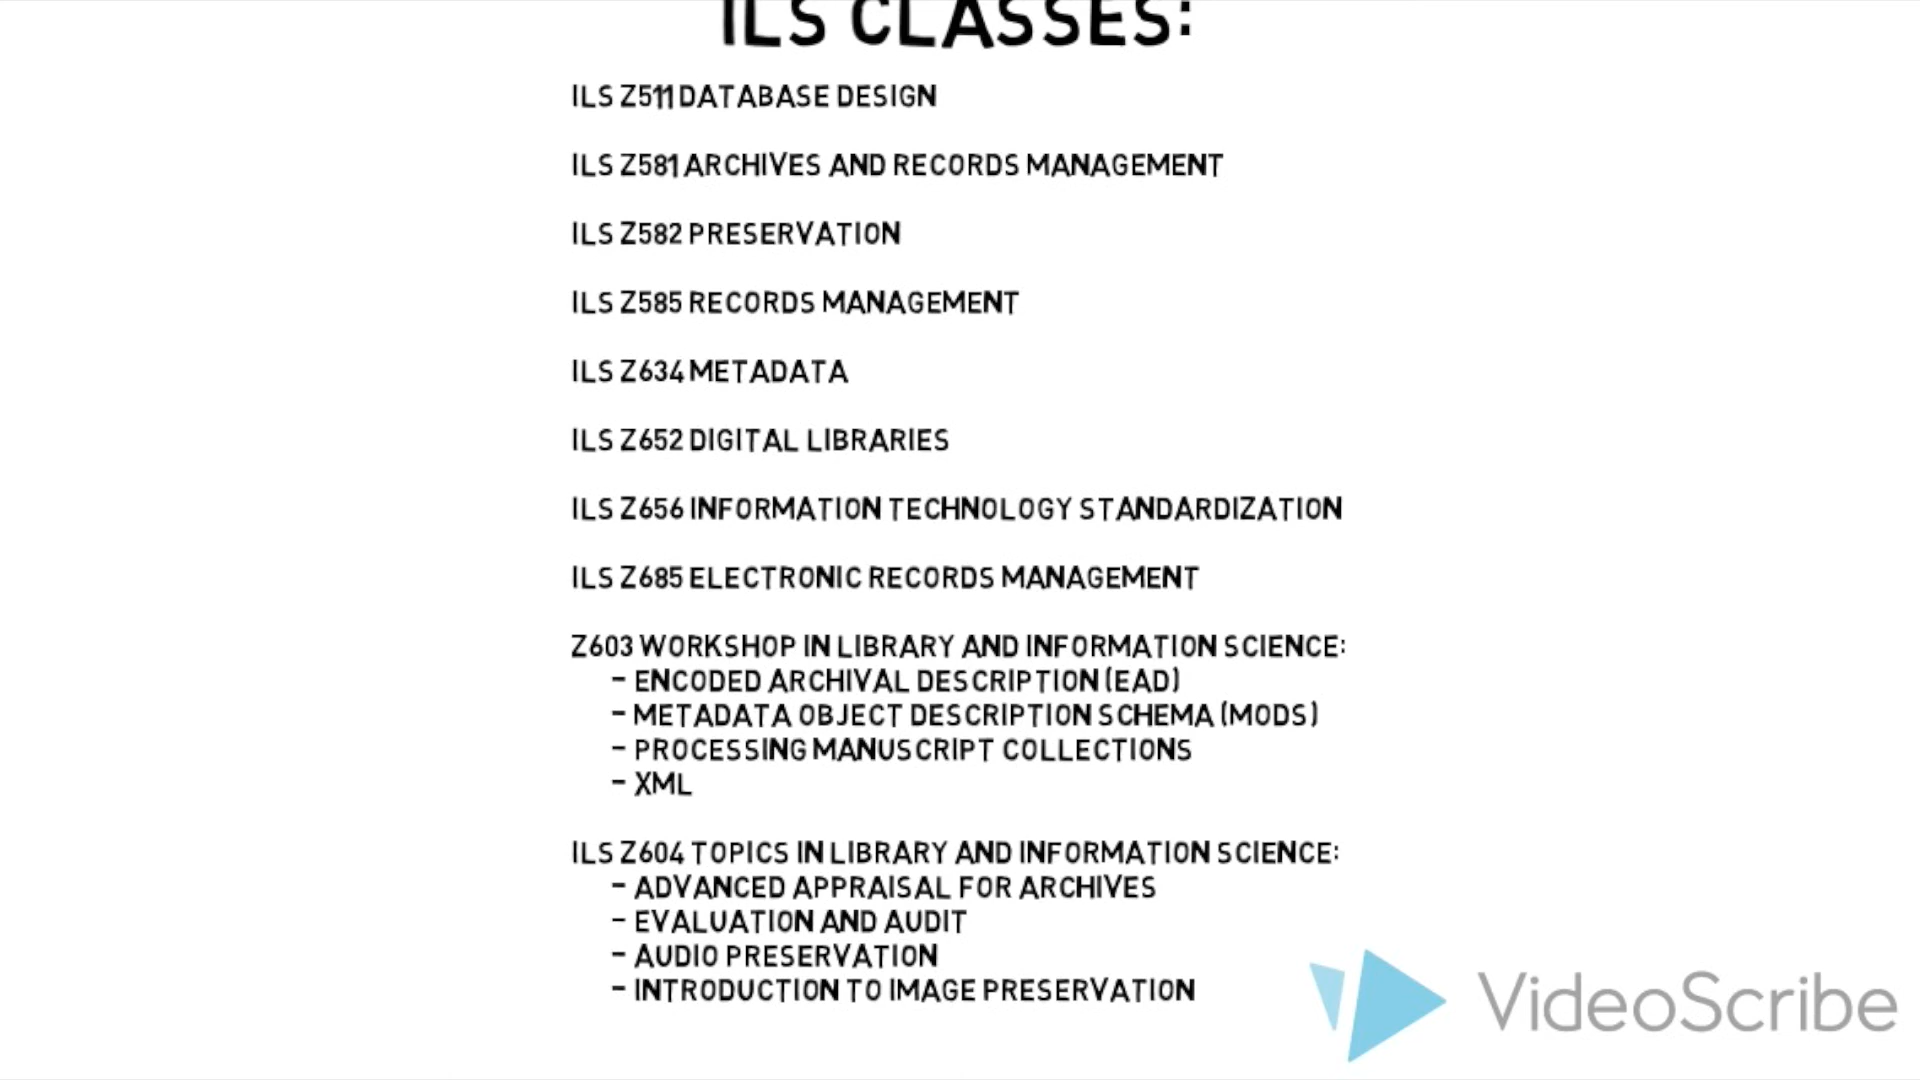 ILS CLASSES:
ILS Z511 DATABASE DESIGN
ILS Z581 ARCHIVES AND RECORDS MANAGEMENT
ILS Z582 PRESERVATION
ILS Z585 RECORDS MANAGEMENT
ILS Z634 METADATA
ILS Z652 DIGITAL LIBRARIES
ILS Z656 INFORMATION TECHNOLOGY STANDARDIZATION
ILS Z685 ELECTRONIC RECORDS MANAGEMENT
Z603 WORKSHOP IN LIBRARY AND INFORMATION SCIENCE:
- ENCODED ARCHIVAL DESCRIPTION (EAD)
- METADATA OBJECT DESCRIPTION SCHEMA (MODS)
- PROCESSING MANUSCRIPT COLLECTIONS
- XML
ILS Z604 TOPICS IN LIBRARY AND INFORMATION SCIENCE:
- ADVANCED APPRAISAL FOR ARCHIVES
- EVALUATION AND AUDIT
- AUDIO PRESERVATION
- INTRODUCTION TO IMAGE PRESERVATION
VideoScribe